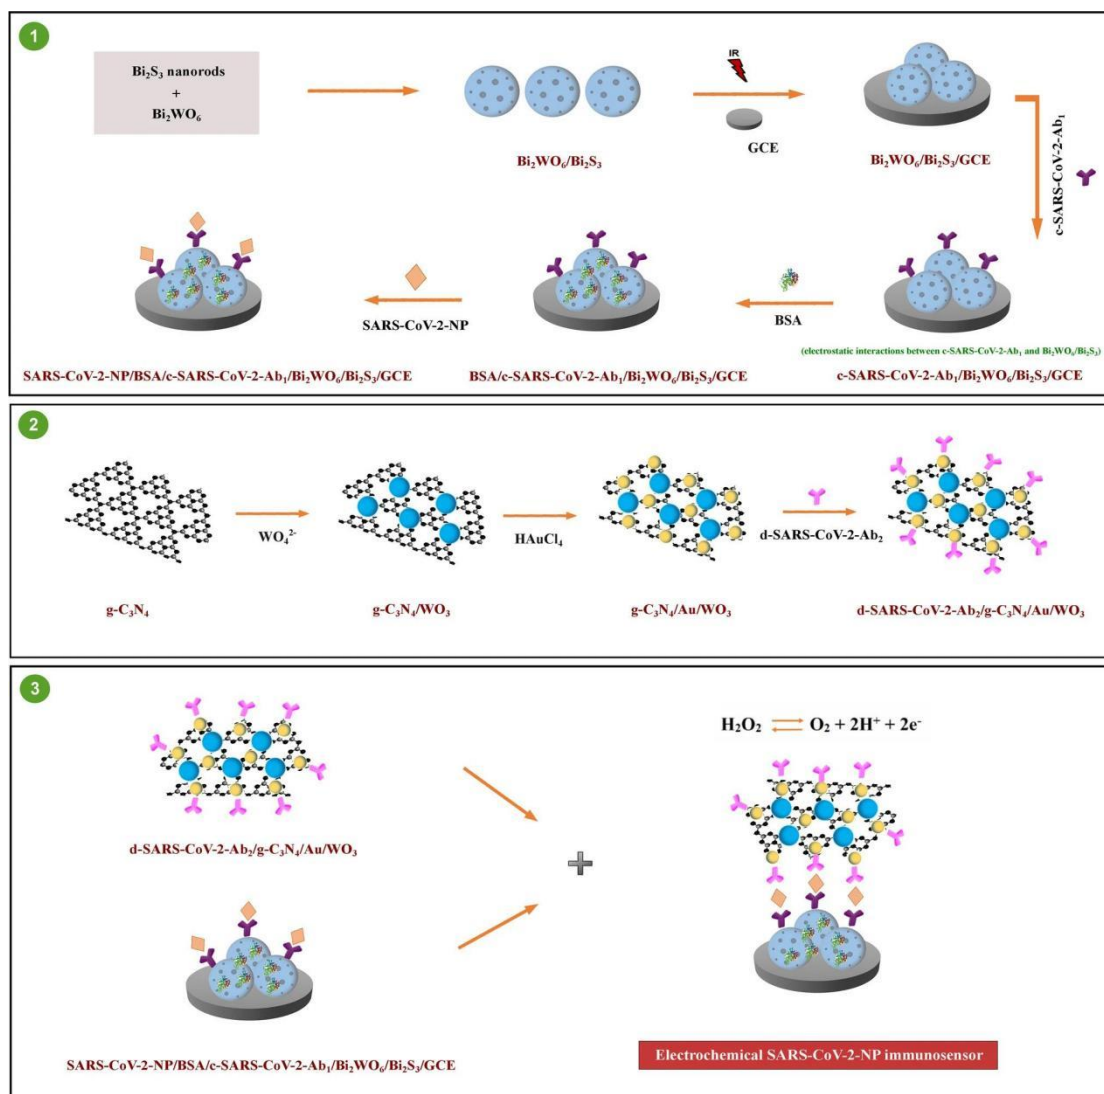 1
Bi₂S₃ nanorods
+
Bi₂WO₆
Bi₂WO₆/Bi₂S₃
IR
GCE
Bi₂WO₆/Bi₂S₃/GCE
c-SARS-CoV-2-Ab₁
(electrostatic interactions between c-SARS-CoV-2-Ab₁ and Bi₂WO₆/Bi₂S₃)
c-SARS-CoV-2-Ab₁/Bi₂WO₆/Bi₂S₃/GCE
BSA
BSA/c-SARS-CoV-2-Ab₁/Bi₂WO₆/Bi₂S₃/GCE
SARS-CoV-2-NP
SARS-CoV-2-NP/BSA/c-SARS-CoV-2-Ab₁/Bi₂WO₆/Bi₂S₃/GCE
2
g-C₃N₄
WO₄²⁻
g-C₃N₄/WO₃
HAuCl₄
g-C₃N₄/Au/WO₃
d-SARS-CoV-2-Ab₂
d-SARS-CoV-2-Ab₂/g-C₃N₄/Au/WO₃
3
d-SARS-CoV-2-Ab₂/g-C₃N₄/Au/WO₃
SARS-CoV-2-NP/BSA/c-SARS-CoV-2-Ab₁/Bi₂WO₆/Bi₂S₃/GCE
H₂O₂ ⇌ O₂ + 2H⁺ + 2e⁻
Electrochemical SARS-CoV-2-NP immunosensor